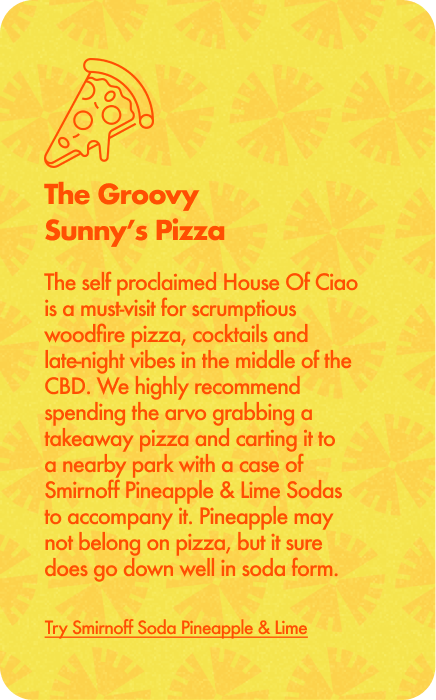 The Groovy
Sunny's Pizza
The self proclaimed House Of Ciao
is a must-visit for scrumptious
woodfire pizza, cocktails and
late-night vibes in the middle of the
CBD. We highly recommend
spending the arvo grabbing a
takeaway pizza and carting it to
a nearby park with a case of
Smirnoff Pineapple & Lime Sodas
to accompany it. Pineapple may
not belong on pizza, but it sure
does go down well in soda form.
Try Smirnoff Soda Pineapple & Lime